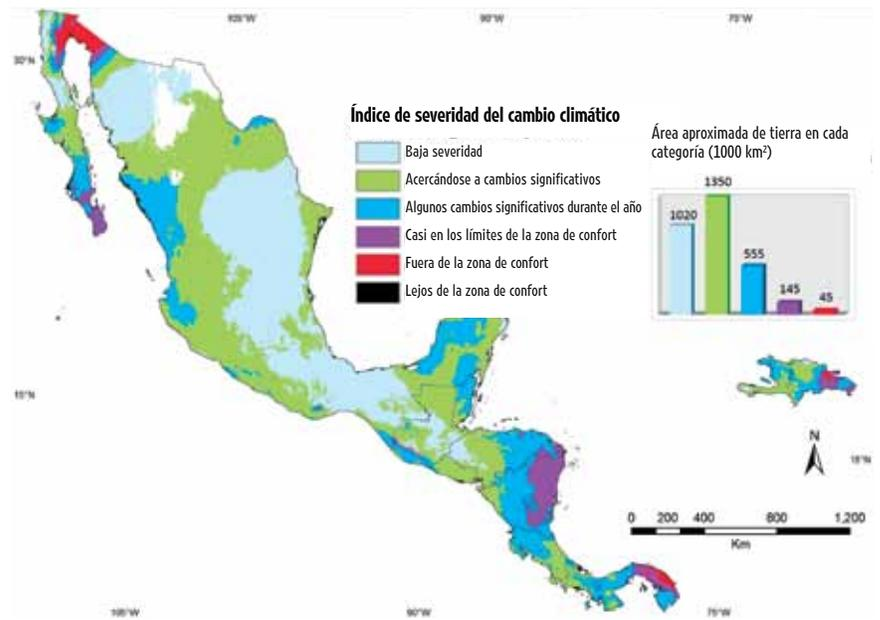 105°W
90°W
75°W
30°N
Índice de severidad del cambio climático
Baja severidad
Acercándose a cambios significativos
Algunos cambios significativos durante el año
Casi en los límites de la zona de confort
Fuera de la zona de confort
Lejos de la zona de confort
Área aproximada de tierra en cada
categoría (1000 km²)
1350
1020
555
145
45
15°N
N
15°N
0 200 400 800 1,200
Km
105°W
90°W
75°W